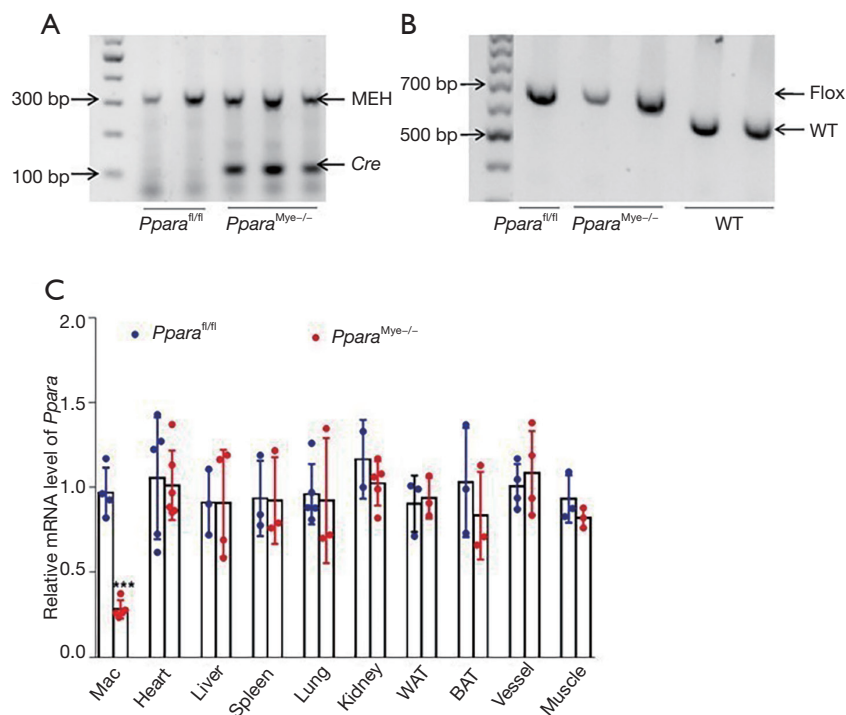 A
300 bp
100 bp
MEH
Cre
Ppara^fl/fl
Ppara^Mye−/−
B
700 bp
500 bp
Flox
WT
Ppara^fl/fl
Ppara^Mye−/−
WT
C
Relative mRNA level of Ppara
2.0
1.5
1.0
0.5
0.0
Ppara^fl/fl
Ppara^Mye−/−
***
Mac
Heart
Liver
Spleen
Lung
Kidney
WAT
BAT
Vessel
Muscle